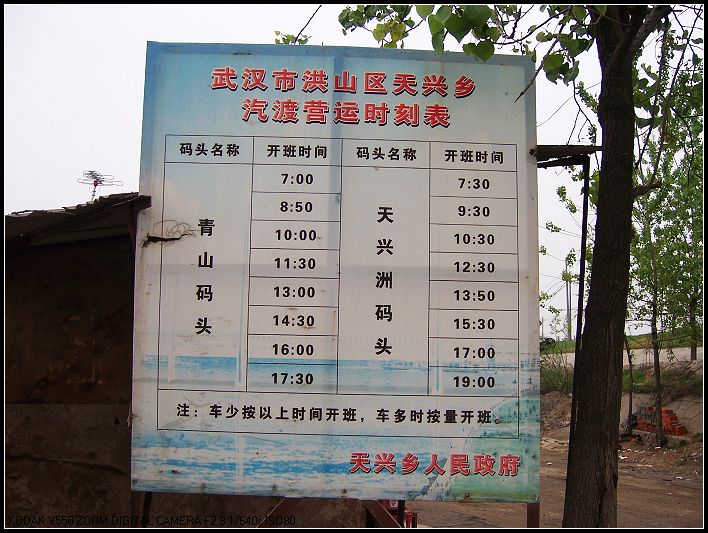 武汉市洪山区天兴乡
汽渡营运时刻表
码头名称 开班时间 码头名称 开班时间
青山码头
7:00
8:50
10:00
11:30
13:00
14:30
16:00
17:30
天兴洲码头
7:30
9:30
10:30
12:30
13:50
15:30
17:00
19:00
注：车少按以上时间开班，车多时按量开班。
天兴乡人民政府
KODAK V550 ZOOM DIGITAL CAMERA F2.8 1/640s ISO80